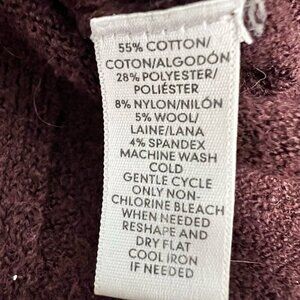 55% COTTON/
COTON/ALGODÓN
28% POLYESTER/
POLIÉSTER
8% NYLON/NILÓN
5% WOOL/
LAINE/LANA
4% SPANDEX
MACHINE WASH
COLD
GENTLE CYCLE
ONLY NON-
CHLORINE BLEACH
WHEN NEEDED
RESHAPE AND
DRY FLAT
COOL IRON
IF NEEDED